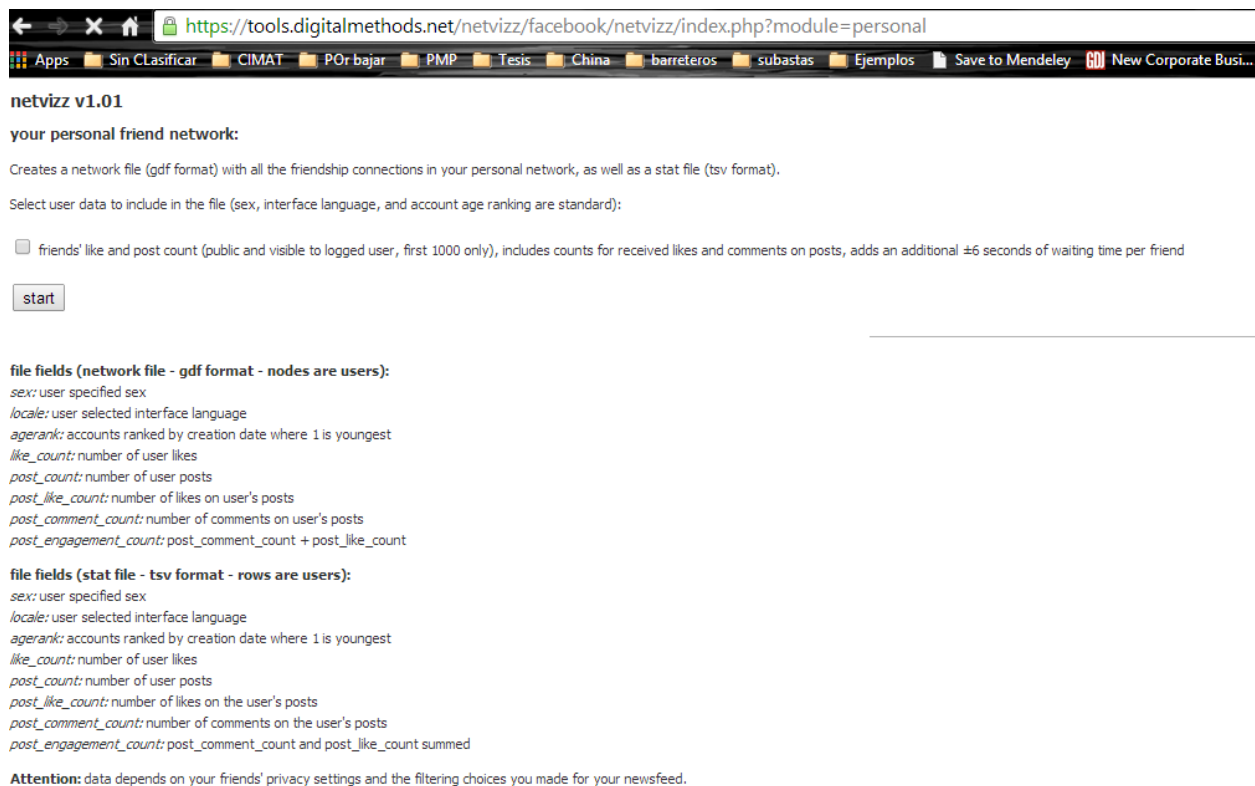 https://tools.digitalmethods.net/netvizz/facebook/netvizz/index.php?module=personal
Apps Sin CLasificar CIMAT POr bajar PMP Tesis China barreteros subastas Ejemplos Save to Mendeley GDJ New Corporate Busi...
netvizz v1.01
your personal friend network:
Creates a network file (gdf format) with all the friendship connections in your personal network, as well as a stat file (tsv format).
Select user data to include in the file (sex, interface language, and account age ranking are standard):
friends' like and post count (public and visible to logged user, first 1000 only), includes counts for received likes and comments on posts, adds an additional ±6 seconds of waiting time per friend
start
file fields (network file - gdf format - nodes are users):
sex: user specified sex
locale: user selected interface language
agerank: accounts ranked by creation date where 1 is youngest
like_count: number of user likes
post_count: number of user posts
post_like_count: number of likes on user's posts
post_comment_count: number of comments on user's posts
post_engagement_count: post_comment_count + post_like_count
file fields (stat file - tsv format - rows are users):
sex: user specified sex
locale: user selected interface language
agerank: accounts ranked by creation date where 1 is youngest
like_count: number of user likes
post_count: number of user posts
post_like_count: number of likes on the user's posts
post_comment_count: number of comments on the user's posts
post_engagement_count: post_comment_count and post_like_count summed
Attention: data depends on your friends' privacy settings and the filtering choices you made for your newsfeed.